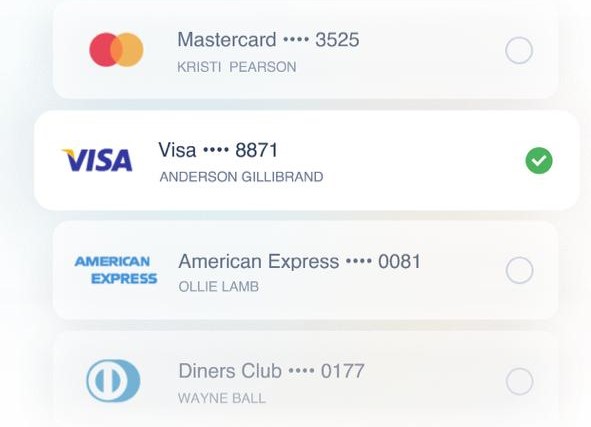 Mastercard •••• 3525
KRISTI PEARSON
VISA
Visa •••• 8871
ANDERSON GILLIBRAND
AMERICAN
EXPRESS
American Express •••• 0081
OLLIE LAMB
Diners Club •••• 0177
WAYNE BALL